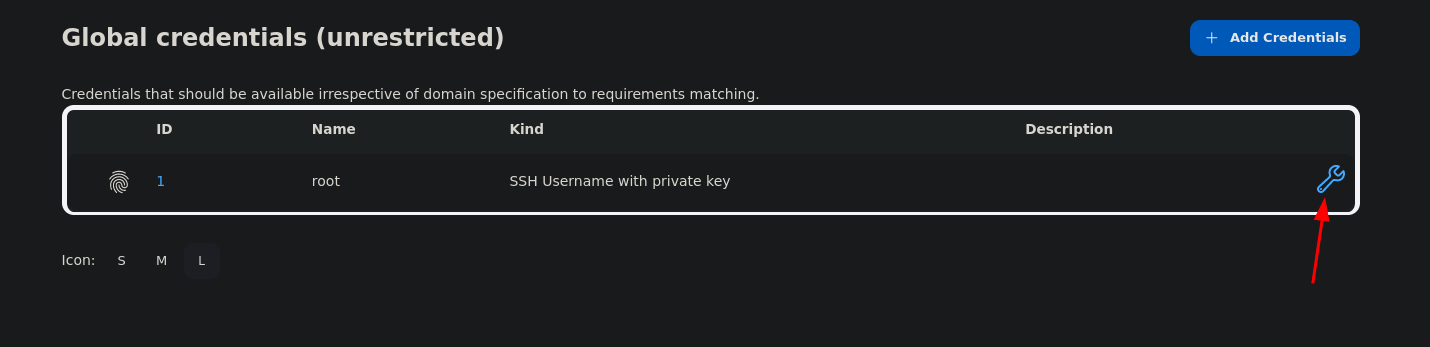 Global credentials (unrestricted)
Add Credentials
Credentials that should be available irrespective of domain specification to requirements matching.
ID Name Kind Description
1 root SSH Username with private key
Icon: S M L